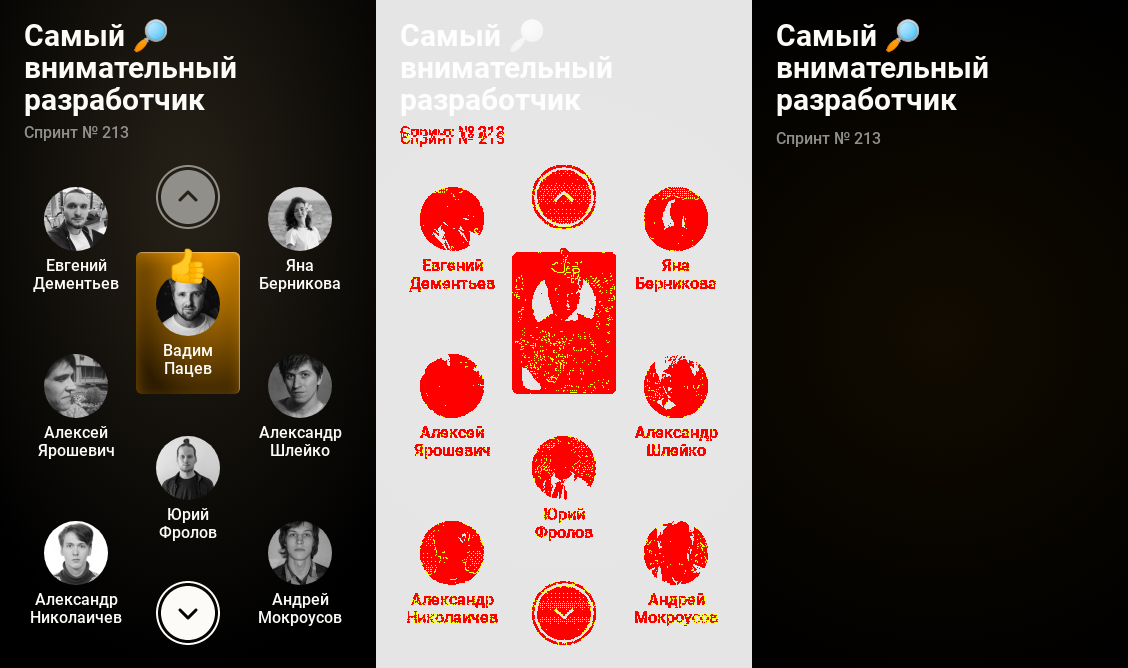 Самый 🔎
внимательный
разработчик
Спринт № 213
Евгений
Дементьев
Яна
Берникова
Вадим
Пацев
Алексей
Ярошевич
Александр
Шлейко
Юрий
Фролов
Александр
Николаичев
Андрей
Мокроусов
Самый 🔎
внимательный
разработчик
Спринт № 213
Евгений
Дементьев
Яна
Берникова
Алексей
Ярошевич
Александр
Шлейко
Юрий
Фролов
Александр
Николаичев
Андрей
Мокроусов
Самый 🔎
внимательный
разработчик
Спринт № 213